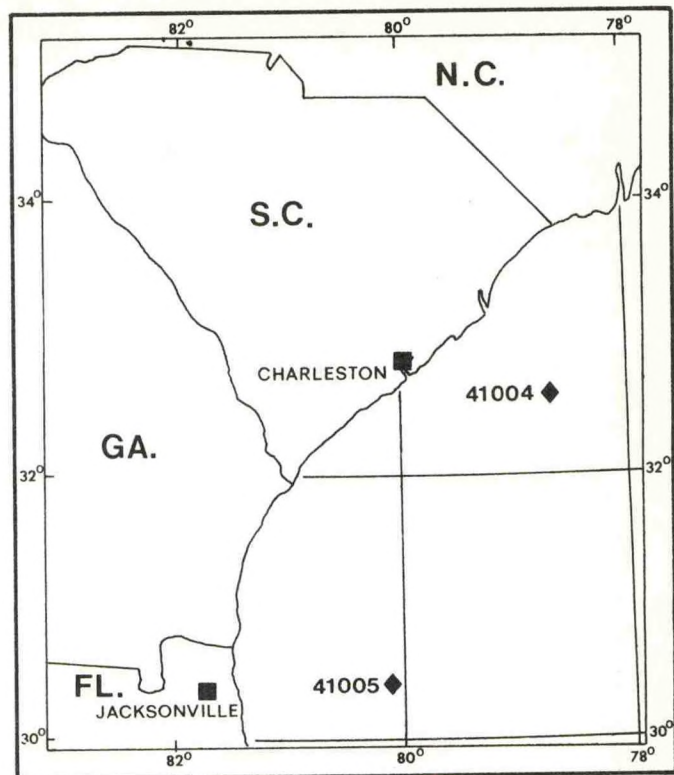 82° 80° 78°
N.C.
34° 34°
S.C.
CHARLESTON
41004
GA.
32° 32°
FL.
41005
JACKSONVILLE
30° 30°
82° 80° 78°